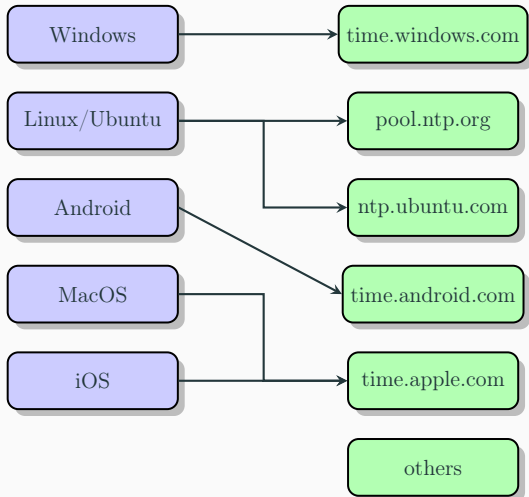 Windows
time.windows.com
Linux/Ubuntu
pool.ntp.org
Android
ntp.ubuntu.com
MacOS
time.android.com
iOS
time.apple.com
others